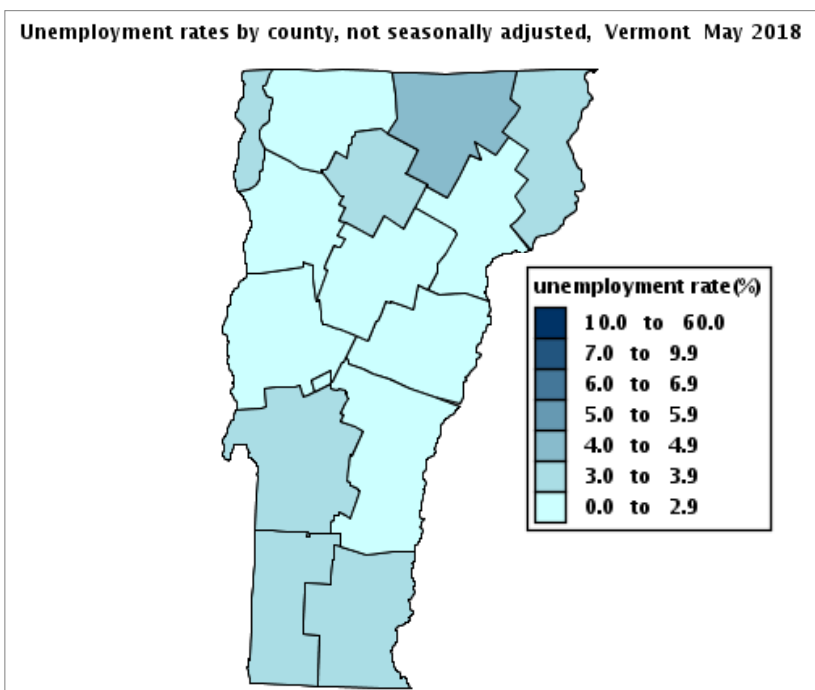 Unemployment rates by county, not seasonally adjusted, Vermont May 2018
unemployment rate(%)
10.0 to 60.0
7.0 to 9.9
6.0 to 6.9
5.0 to 5.9
4.0 to 4.9
3.0 to 3.9
0.0 to 2.9